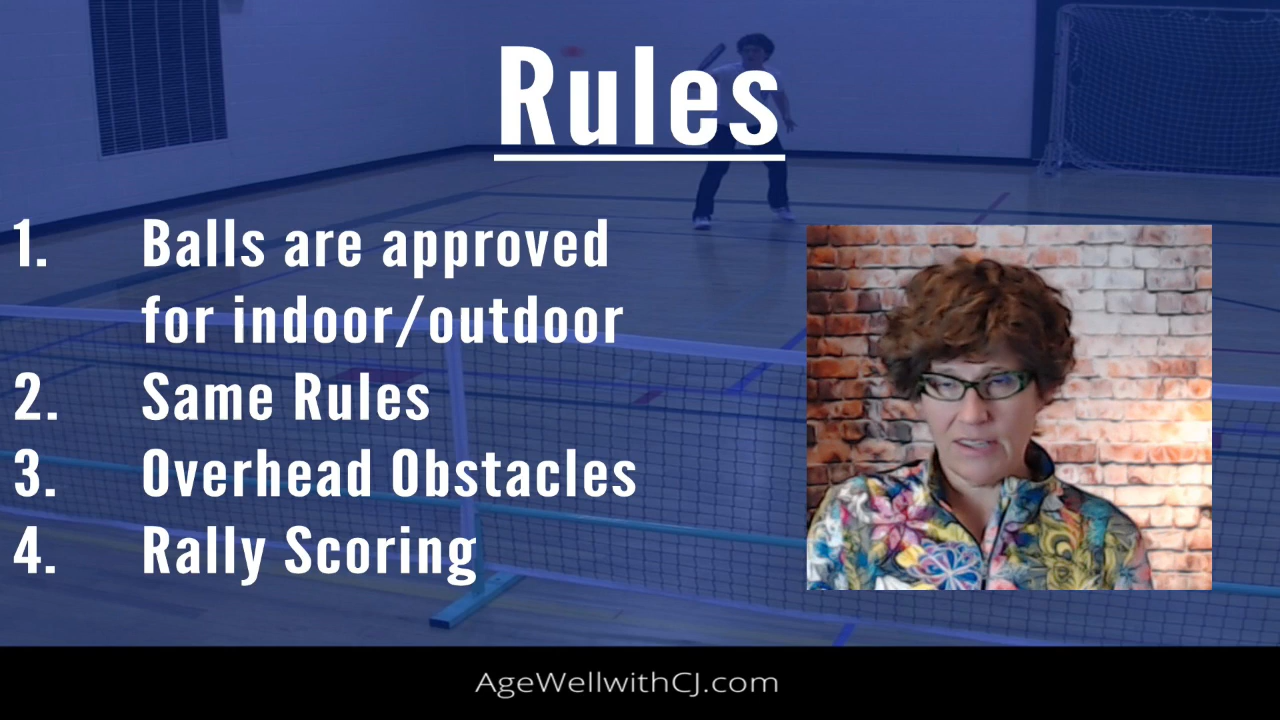 Rules
1. Balls are approved
for indoor/outdoor
2. Same Rules
3. Overhead Obstacles
4. Rally Scoring
AgeWellwithCJ.com